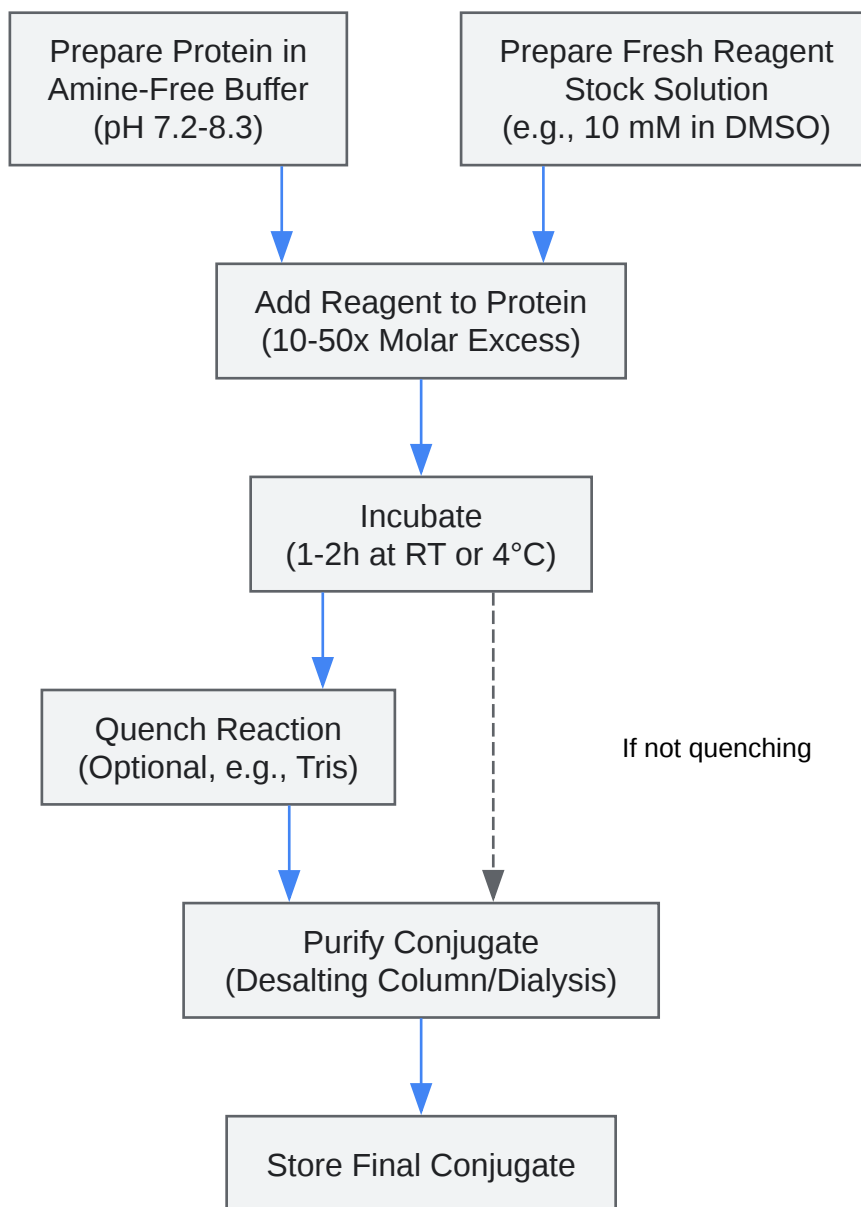 Prepare Protein in
Amine-Free Buffer
(pH 7.2-8.3)
Prepare Fresh Reagent
Stock Solution
(e.g., 10 mM in DMSO)
Add Reagent to Protein
(10-50x Molar Excess)
Incubate
(1-2h at RT or 4°C)
Quench Reaction
(Optional, e.g., Tris)
If not quenching
Purify Conjugate
(Desalting Column/Dialysis)
Store Final Conjugate